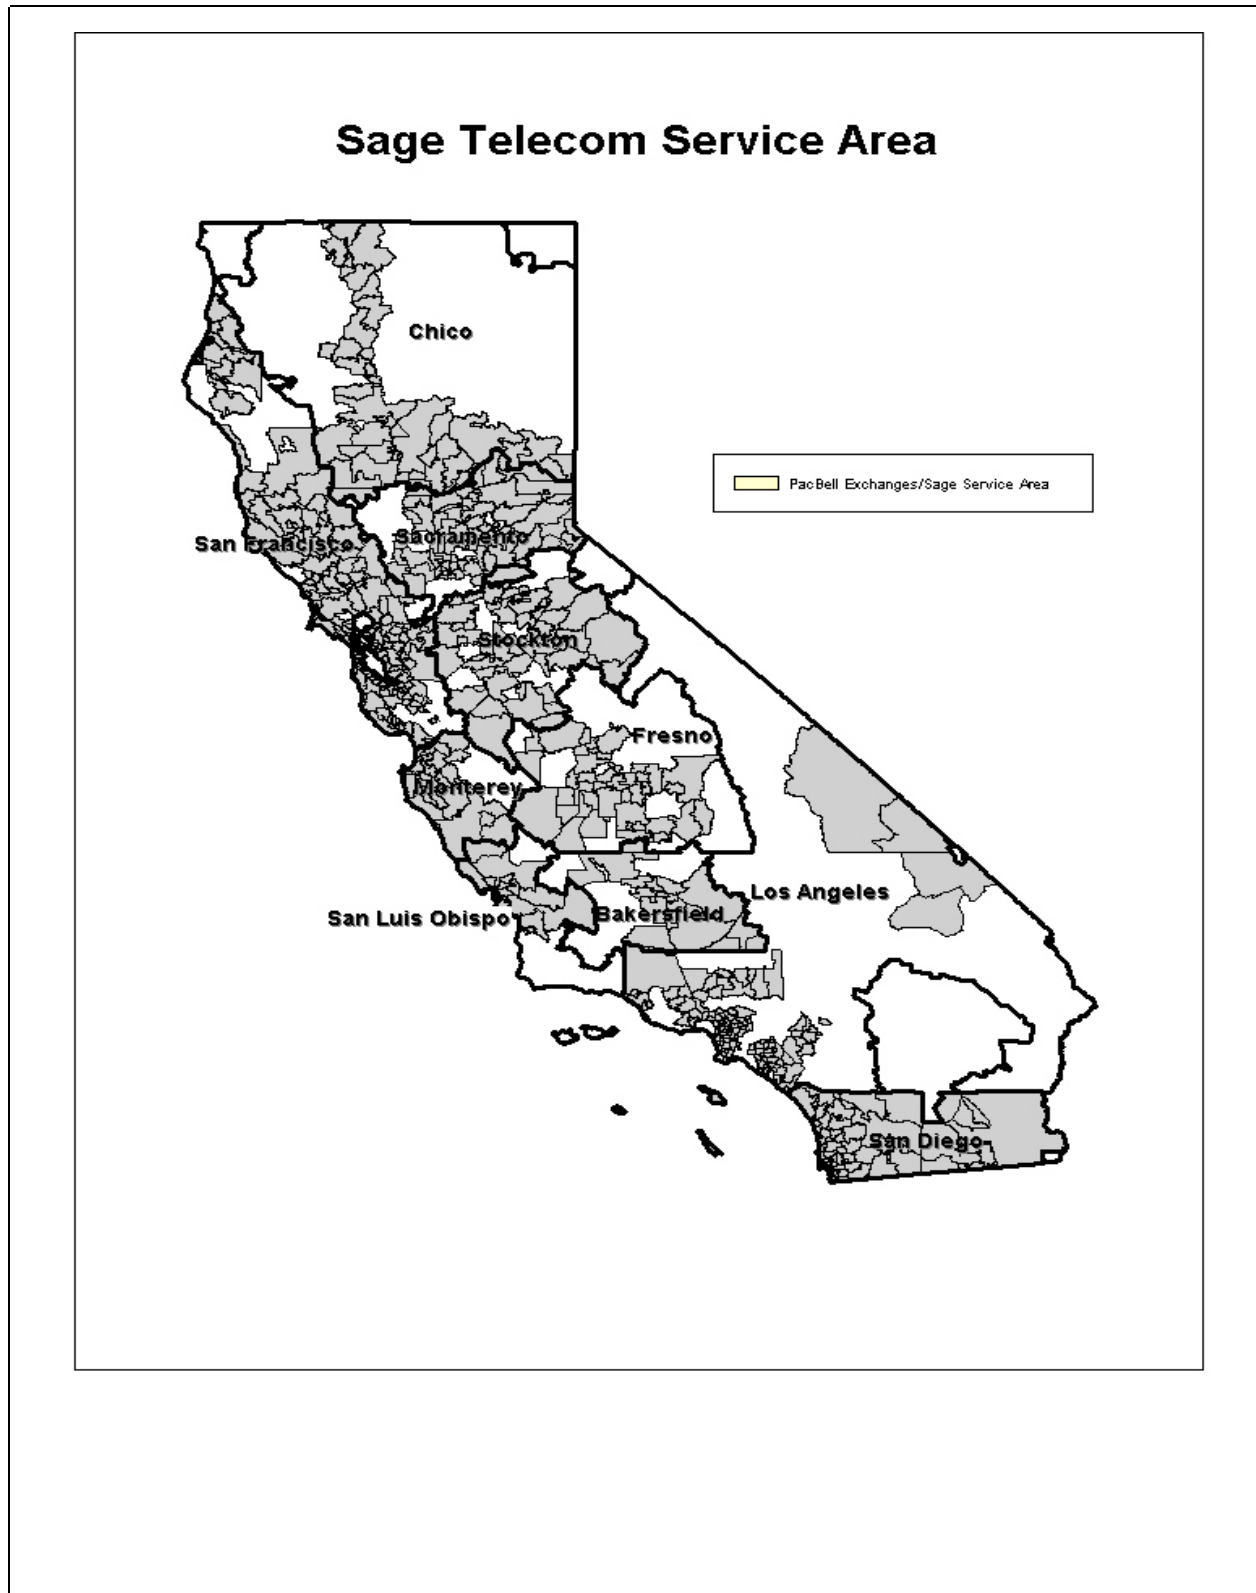 Sage Telecom Service Area
Chico
PacBell Exchanges/Sage Service Area
San Francisco
Sacramento
Stockton
Fresno
Monterey
Los Angeles
San Luis Obispo
Bakersfield
San Diego